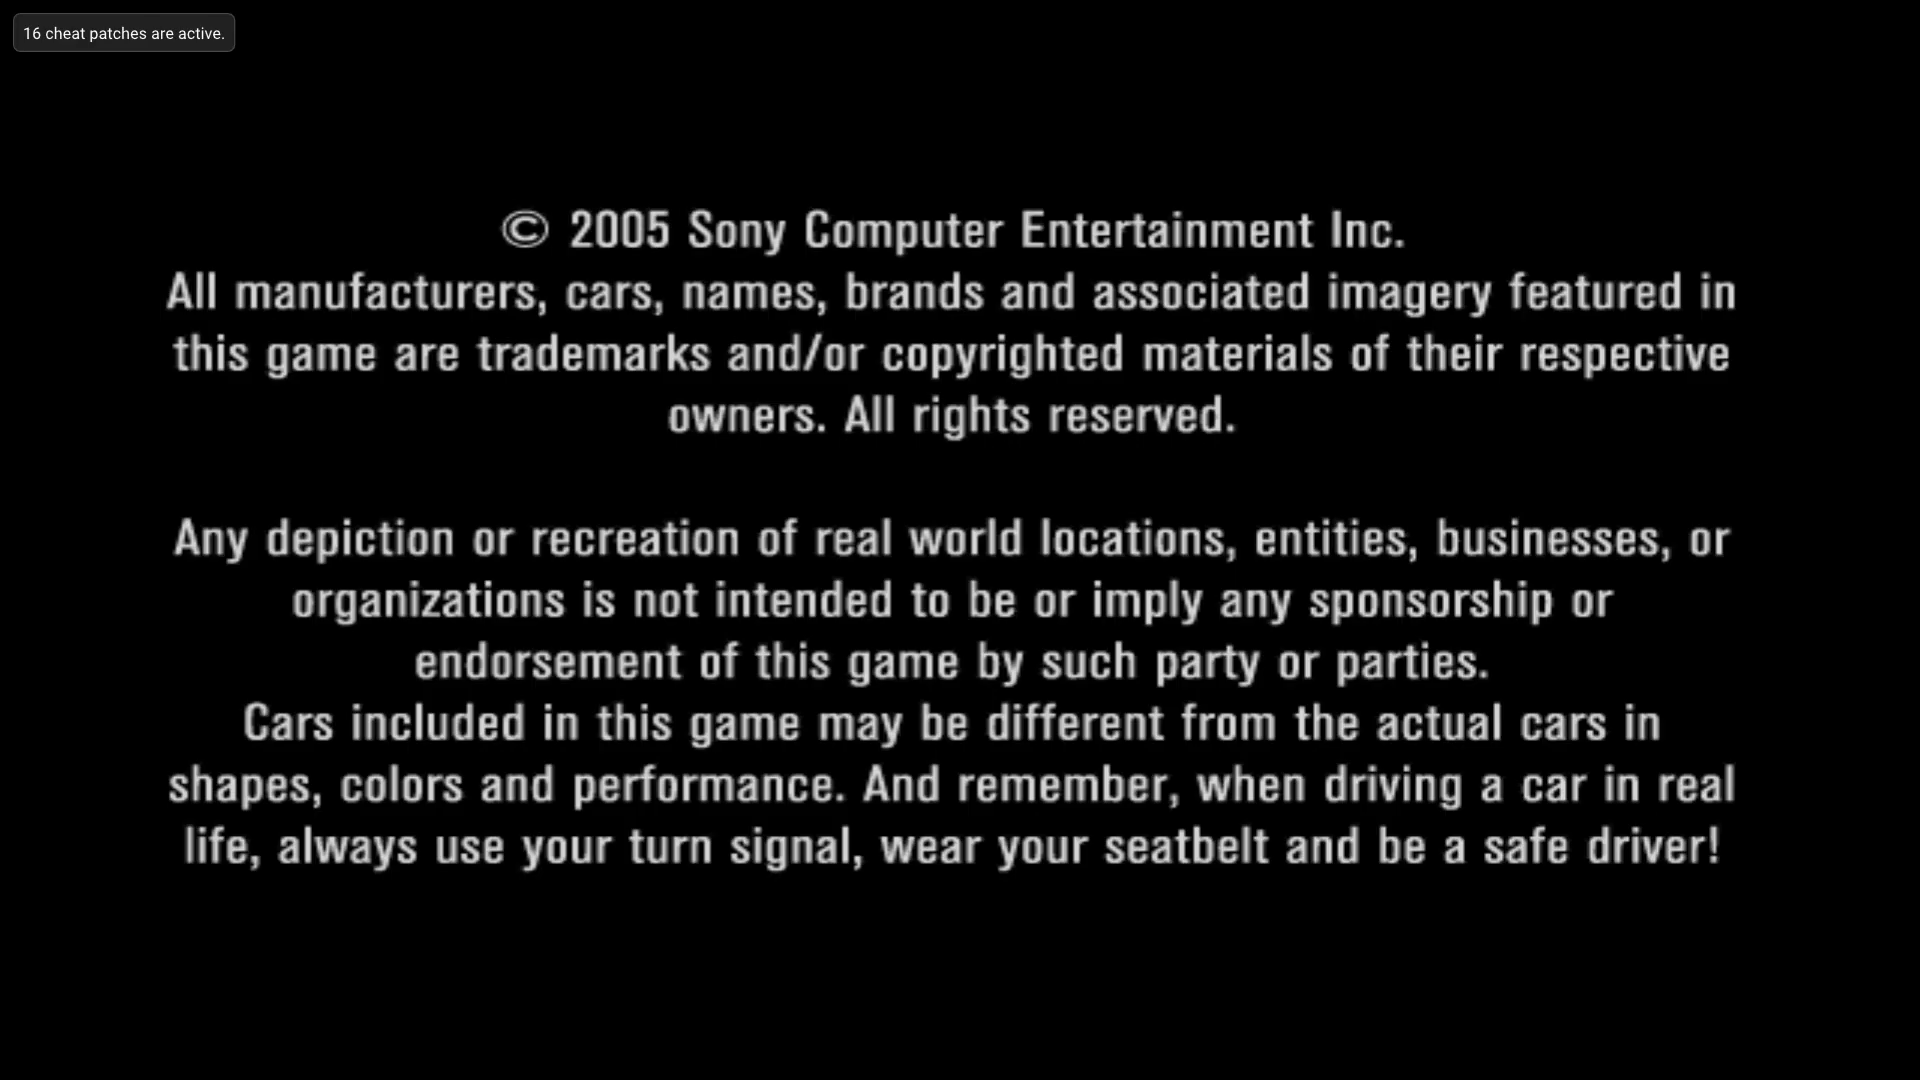 16 cheat patches are active.
© 2005 Sony Computer Entertainment Inc.
All manufacturers, cars, names, brands and associated imagery featured in
this game are trademarks and/or copyrighted materials of their respective
owners. All rights reserved.
Any depiction or recreation of real world locations, entities, businesses, or
organizations is not intended to be or imply any sponsorship or
endorsement of this game by such party or parties.
Cars included in this game may be different from the actual cars in
shapes, colors and performance. And remember, when driving a car in real
life, always use your turn signal, wear your seatbelt and be a safe driver!